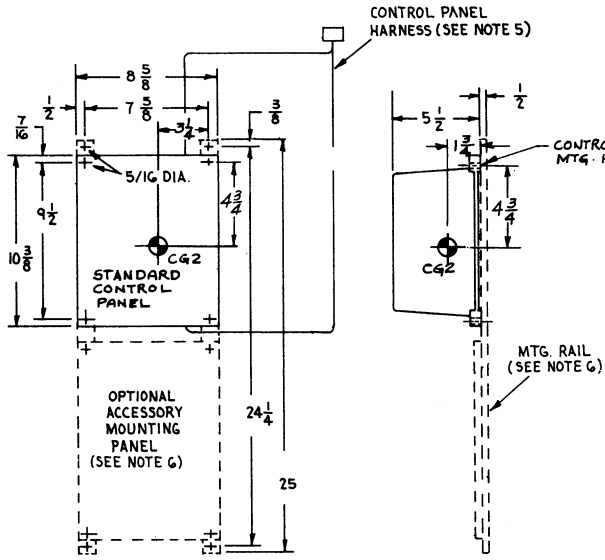 CONTROL PANEL
HARNESS (SEE NOTE 5)
8 5/8
1/2
7 5/8
3/8
7/16
3 1/4
5/16 DIA.
9 1/2
4 3/4
10 3/8
CG2
STANDARD
CONTROL
PANEL
OPTIONAL
ACCESSORY
MOUNTING
PANEL
(SEE NOTE 6)
24 1/4
25
5 1/2
1/2
1 3/4
MTG.
4 3/4
CG2
MTG. RAIL
(SEE NOTE 6)